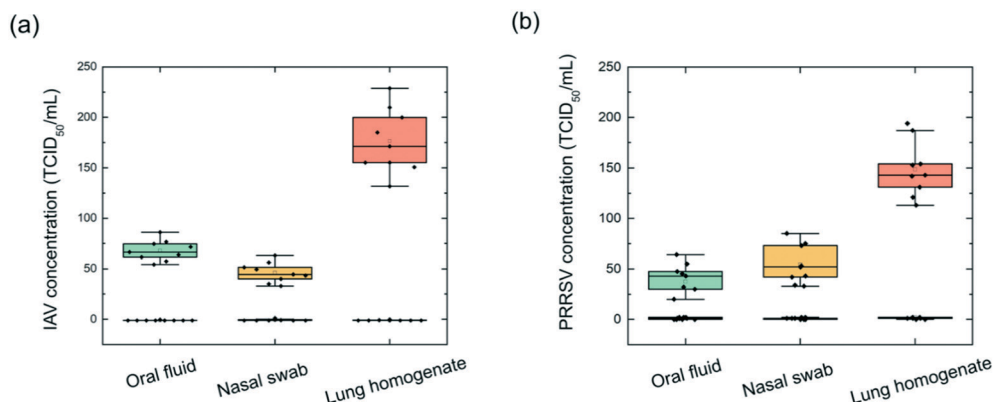 (a)
IAV concentration (TCID50/mL)
250
200
150
100
50
0
Oral fluid
Nasal swab
Lung homogenate
(b)
PRRSV concentration (TCID50/mL)
250
200
150
100
50
0
Oral fluid
Nasal swab
Lung homogenate